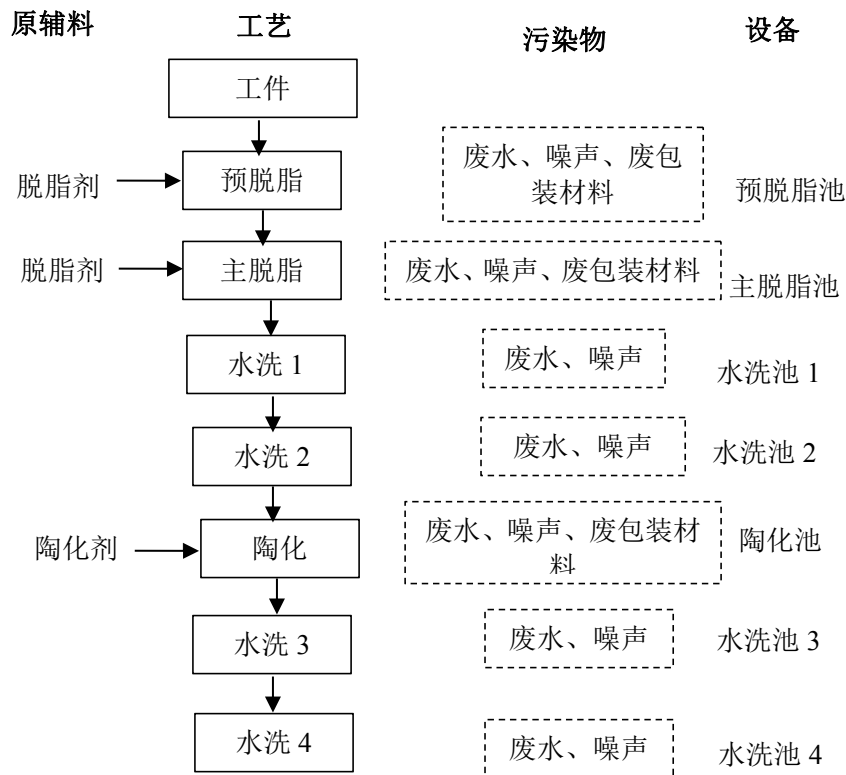 原辅料 工艺 污染物 设备
工件
脱脂剂 预脱脂 废水、噪声、废包
装材料 预脱脂池
脱脂剂 主脱脂 废水、噪声、废包装材料 主脱脂池
水洗 1 废水、噪声 水洗池 1
水洗 2 废水、噪声 水洗池 2
陶化剂 陶化 废水、噪声、废包装材
料 陶化池
水洗 3 废水、噪声 水洗池 3
水洗 4 废水、噪声 水洗池 4